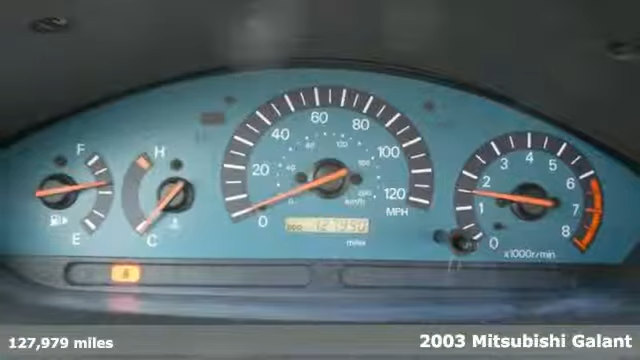 F
E
H
C
0 20 40 60 80 100 120
MPH
km/h
miles
0 1 2 3 4 5 6 7 8
x1000r/min
127,979 miles
2003 Mitsubishi Galant